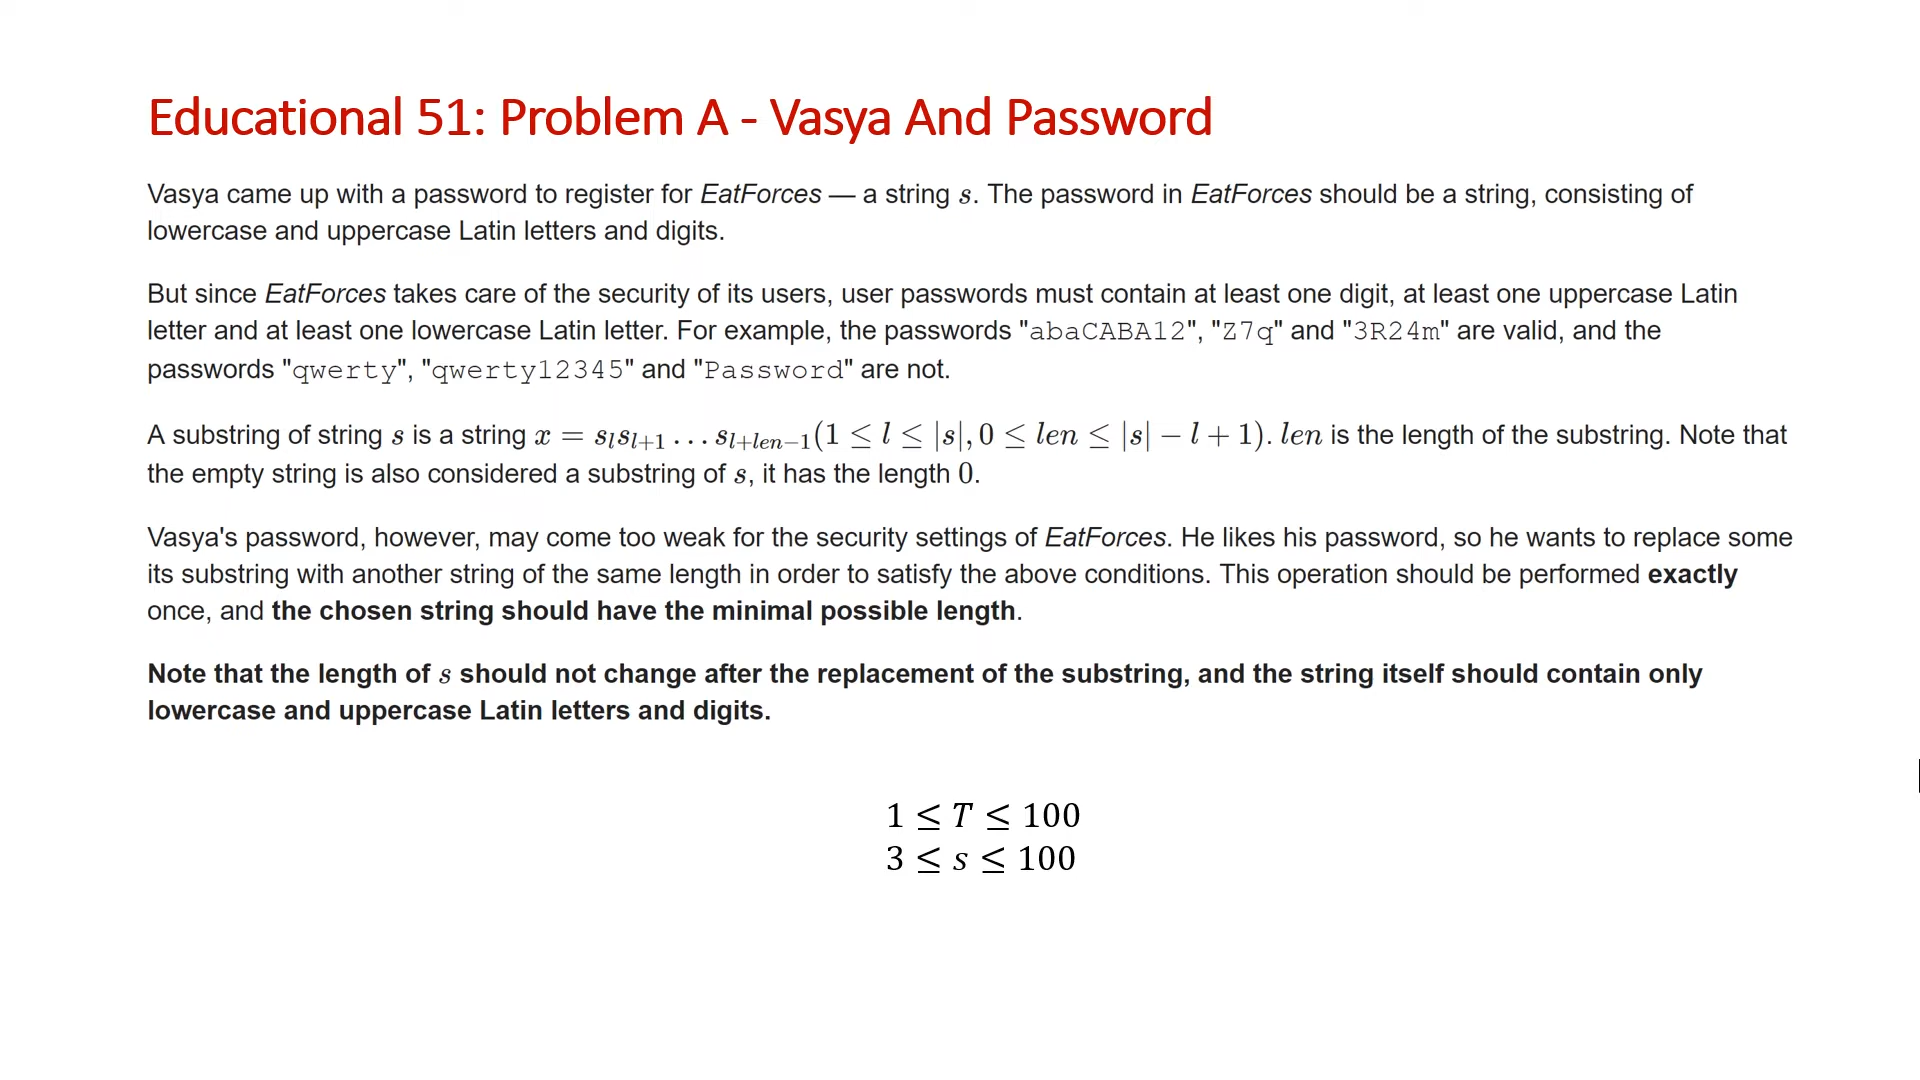 Educational 51: Problem A - Vasya And Password
Vasya came up with a password to register for EatForces — a string s. The password in EatForces should be a string, consisting of
lowercase and uppercase Latin letters and digits.
But since EatForces takes care of the security of its users, user passwords must contain at least one digit, at least one uppercase Latin
letter and at least one lowercase Latin letter. For example, the passwords "abaCABA12", "Z7q" and "3R24m" are valid, and the
passwords "qwerty", "qwerty12345" and "Password" are not.
A substring of string s is a string x = s_l s_{l+1} … s_{l+len−1}(1 ≤ l ≤ |s|, 0 ≤ len ≤ |s| − l + 1). len is the length of the substring. Note that
the empty string is also considered a substring of s, it has the length 0.
Vasya's password, however, may come too weak for the security settings of EatForces. He likes his password, so he wants to replace some
its substring with another string of the same length in order to satisfy the above conditions. This operation should be performed exactly
once, and the chosen string should have the minimal possible length.
Note that the length of s should not change after the replacement of the substring, and the string itself should contain only
lowercase and uppercase Latin letters and digits.
1 ≤ T ≤ 100
3 ≤ s ≤ 100